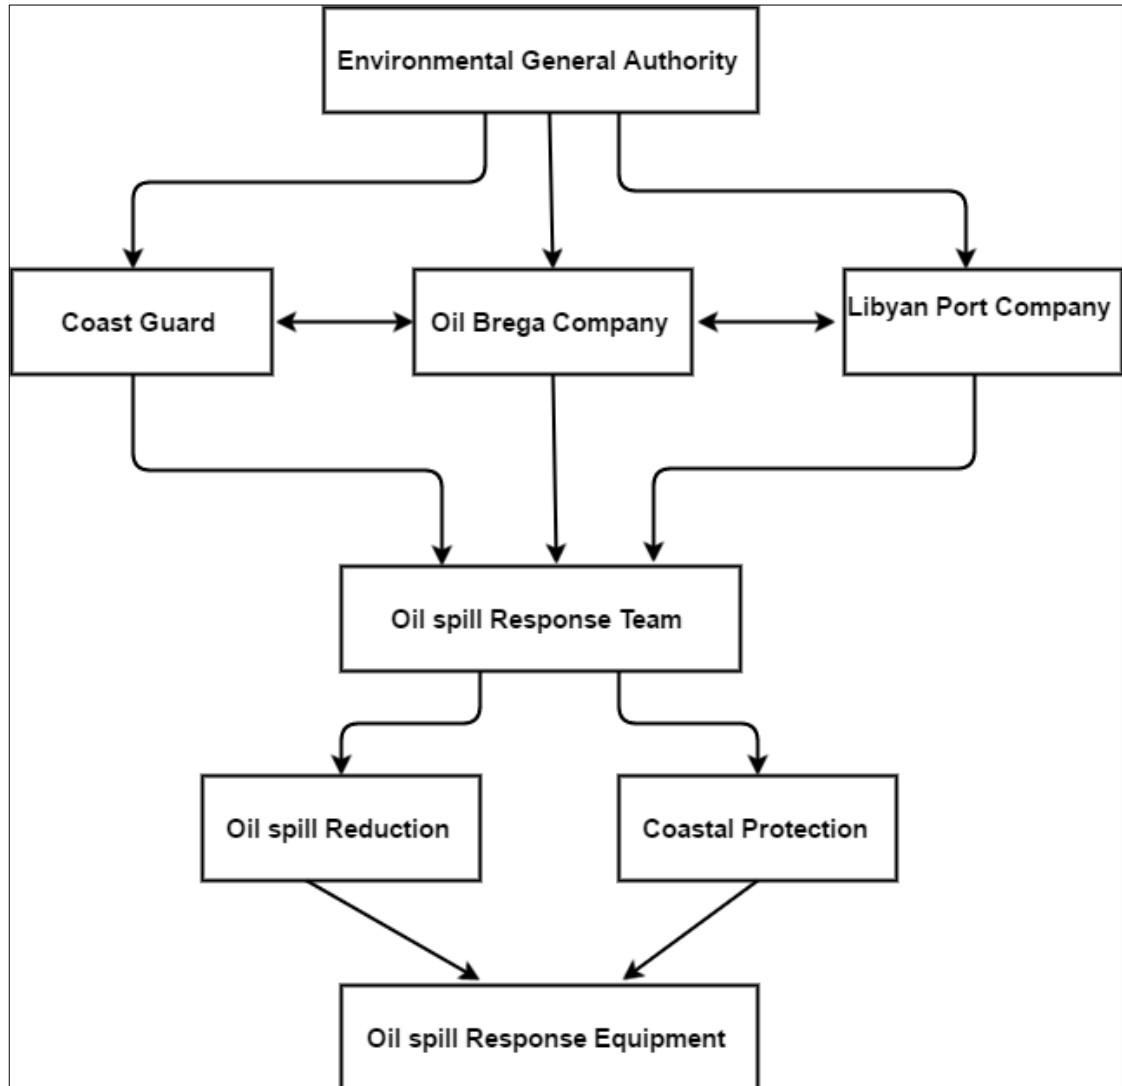 Environmental General Authority
Coast Guard
Oil Brega Company
Libyan Port Company
Oil spill Response Team
Oil spill Reduction
Coastal Protection
Oil spill Response Equipment